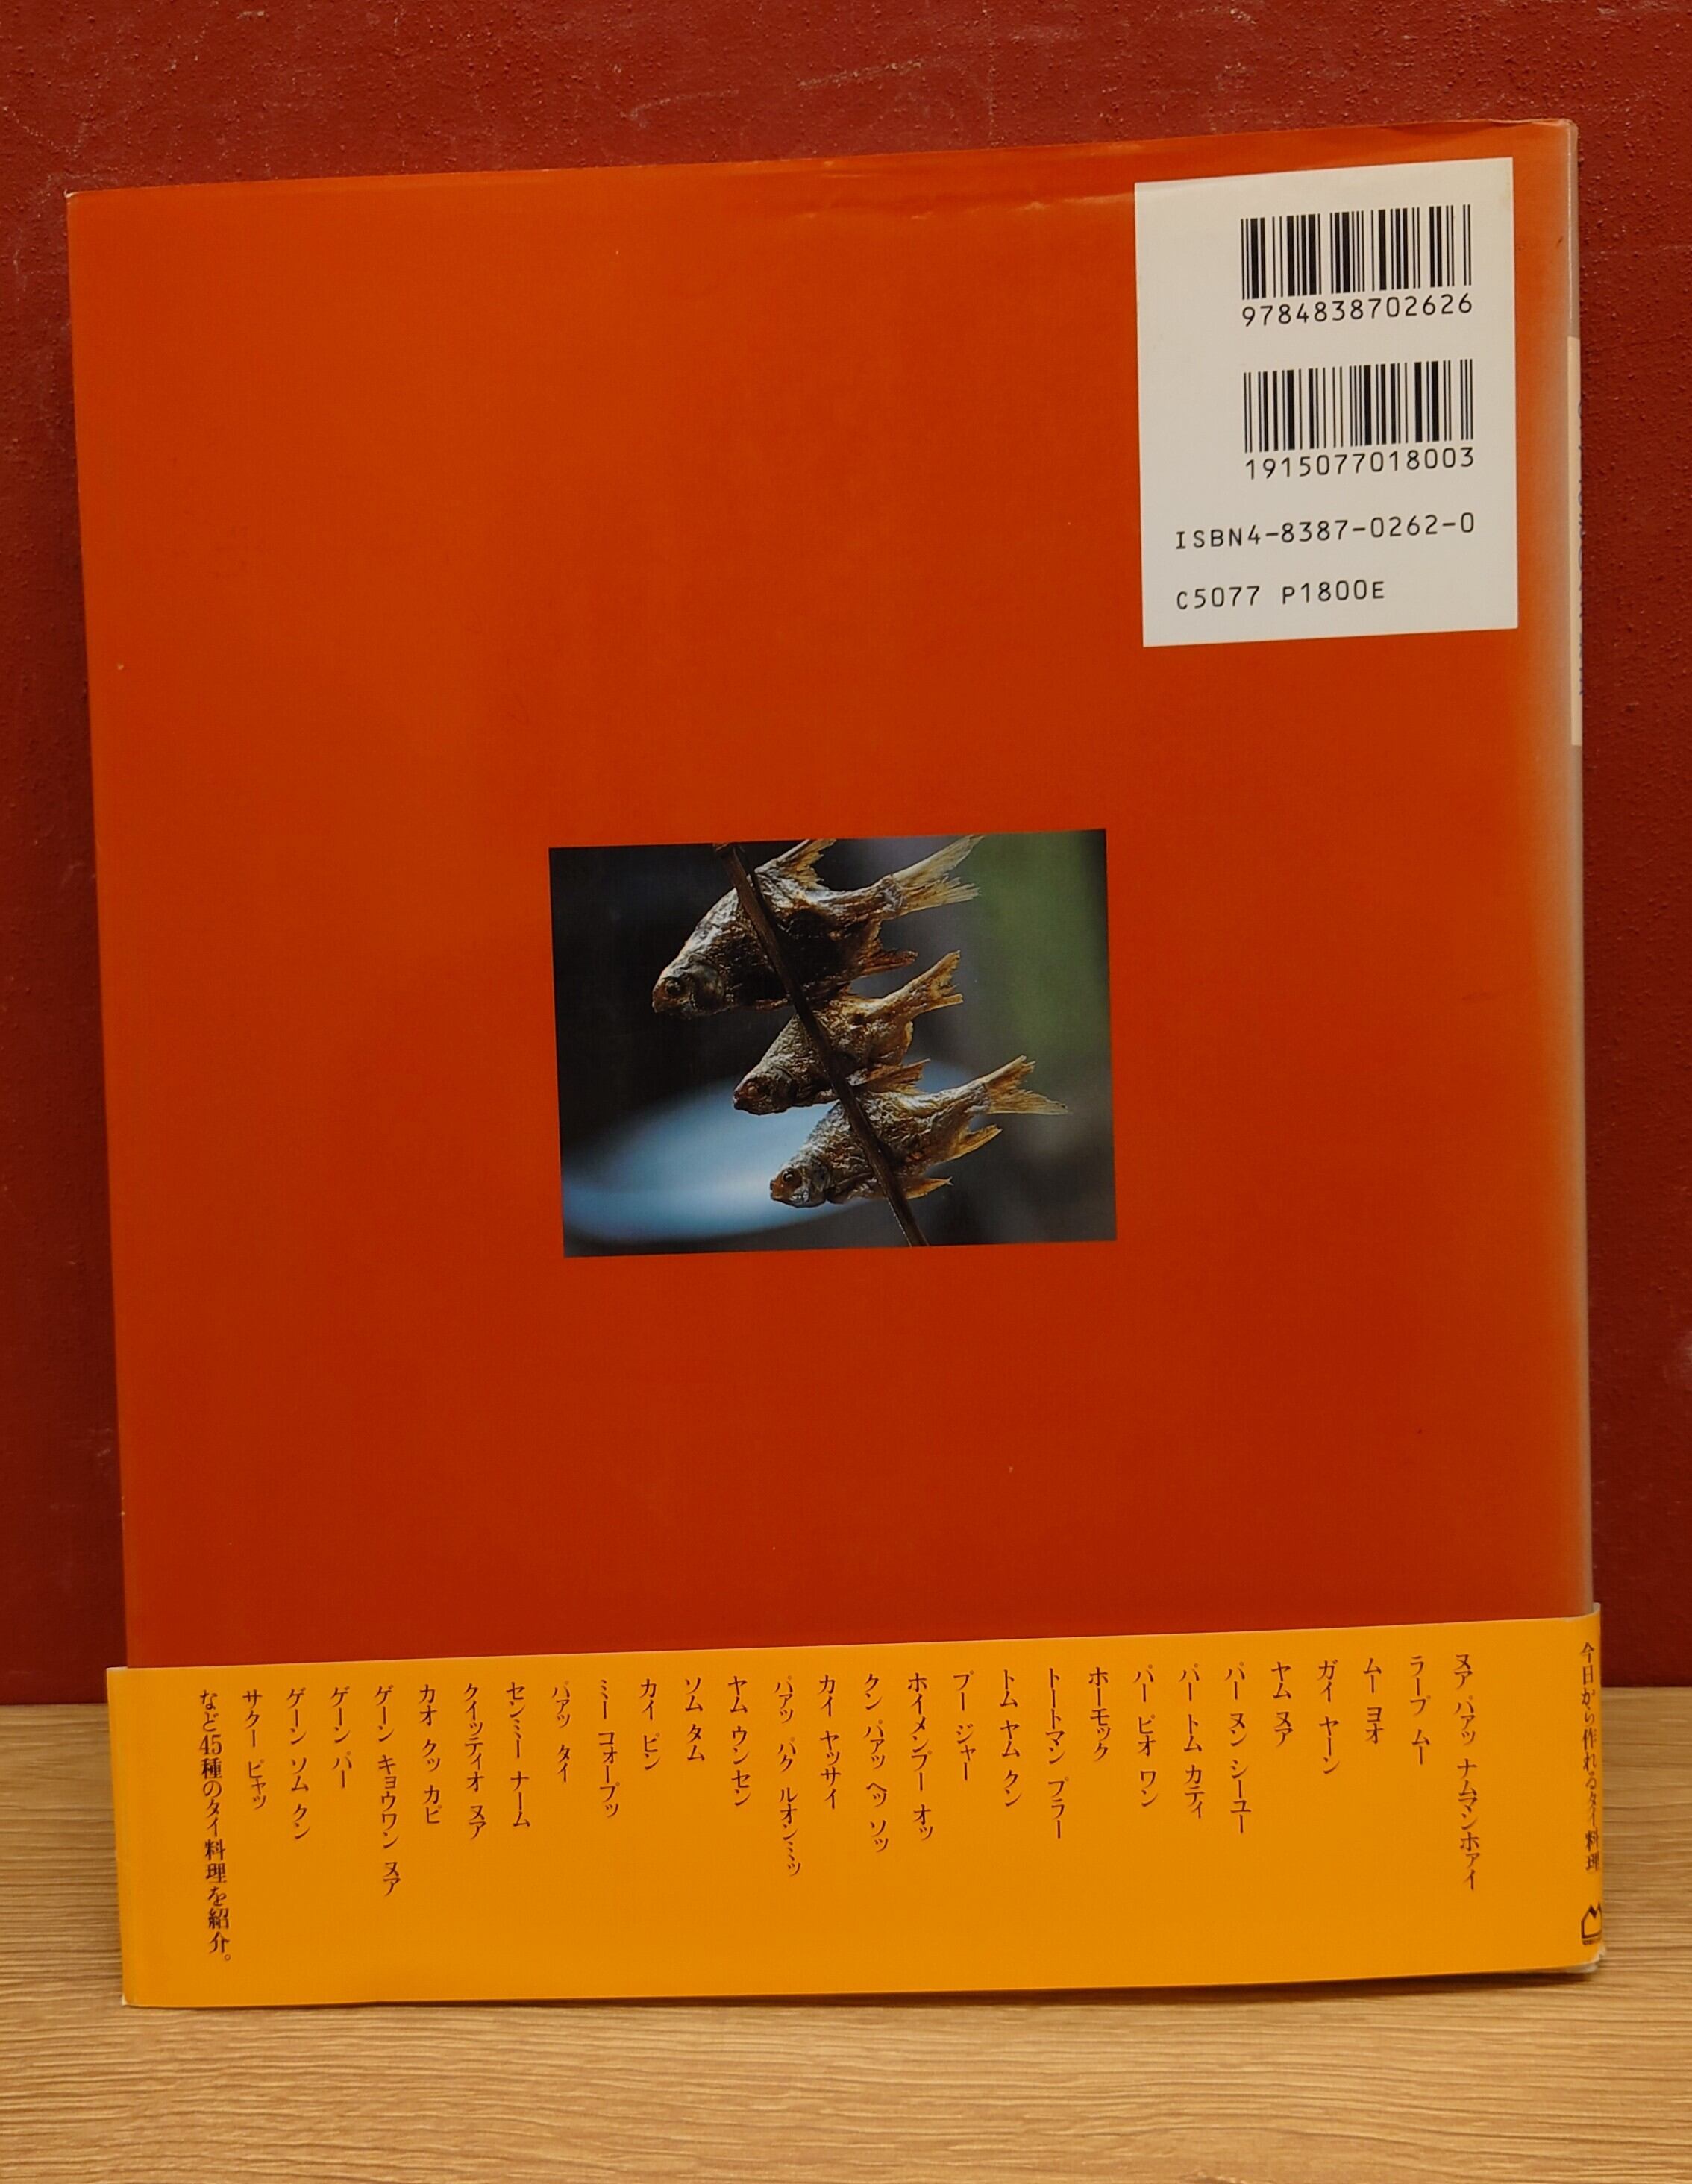 9784838702626
1915077018003
ISBN4-8387-0262-0
C5077 P1800E
今日から作れるタイ料理
ヌア パアッ ナムマンホアイ
ラープ ムー
ムー ヨオ
ガイ ヤーン
ヤム ヌア
パー ヌン シーユー
パー トム カティ
パー ピオ ワン
ホーモック
トートマン プラー
トム ヤム クン
プー ジャー
ホイメンプー オッ
クン パアッ ヘッ ソッ
カイ ヤッサイ
パアッ パク ルオンミッ
ヤム ウンセン
ソム タム
カイ ピン
ミー コォープッ
パアッ タイ
センミー ナーム
クイッティオ ヌア
カオ クッ カピ
ゲーン キョウワン ヌア
ゲーン パー
ゲーン ソム クン
サクー ピャッ
など45種のタイ料理を紹介。